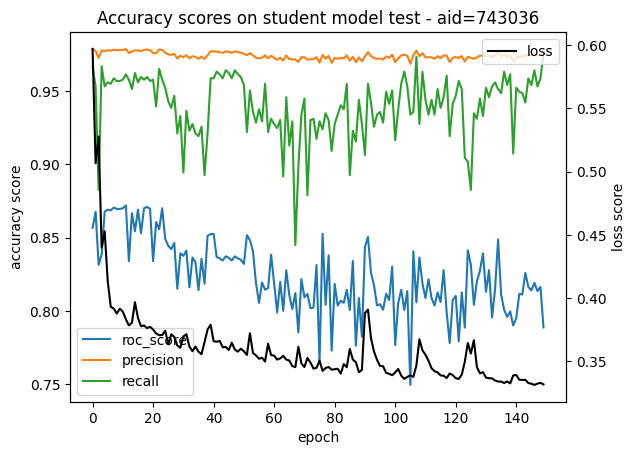 Accuracy scores on student model test - aid=743036
loss
0.95
0.90
0.85
0.80
0.75
accuracy score
0.60
0.55
0.50
0.45
0.40
0.35
loss score
roc_score
precision
recall
0
20
40
60
80
100
120
140
epoch